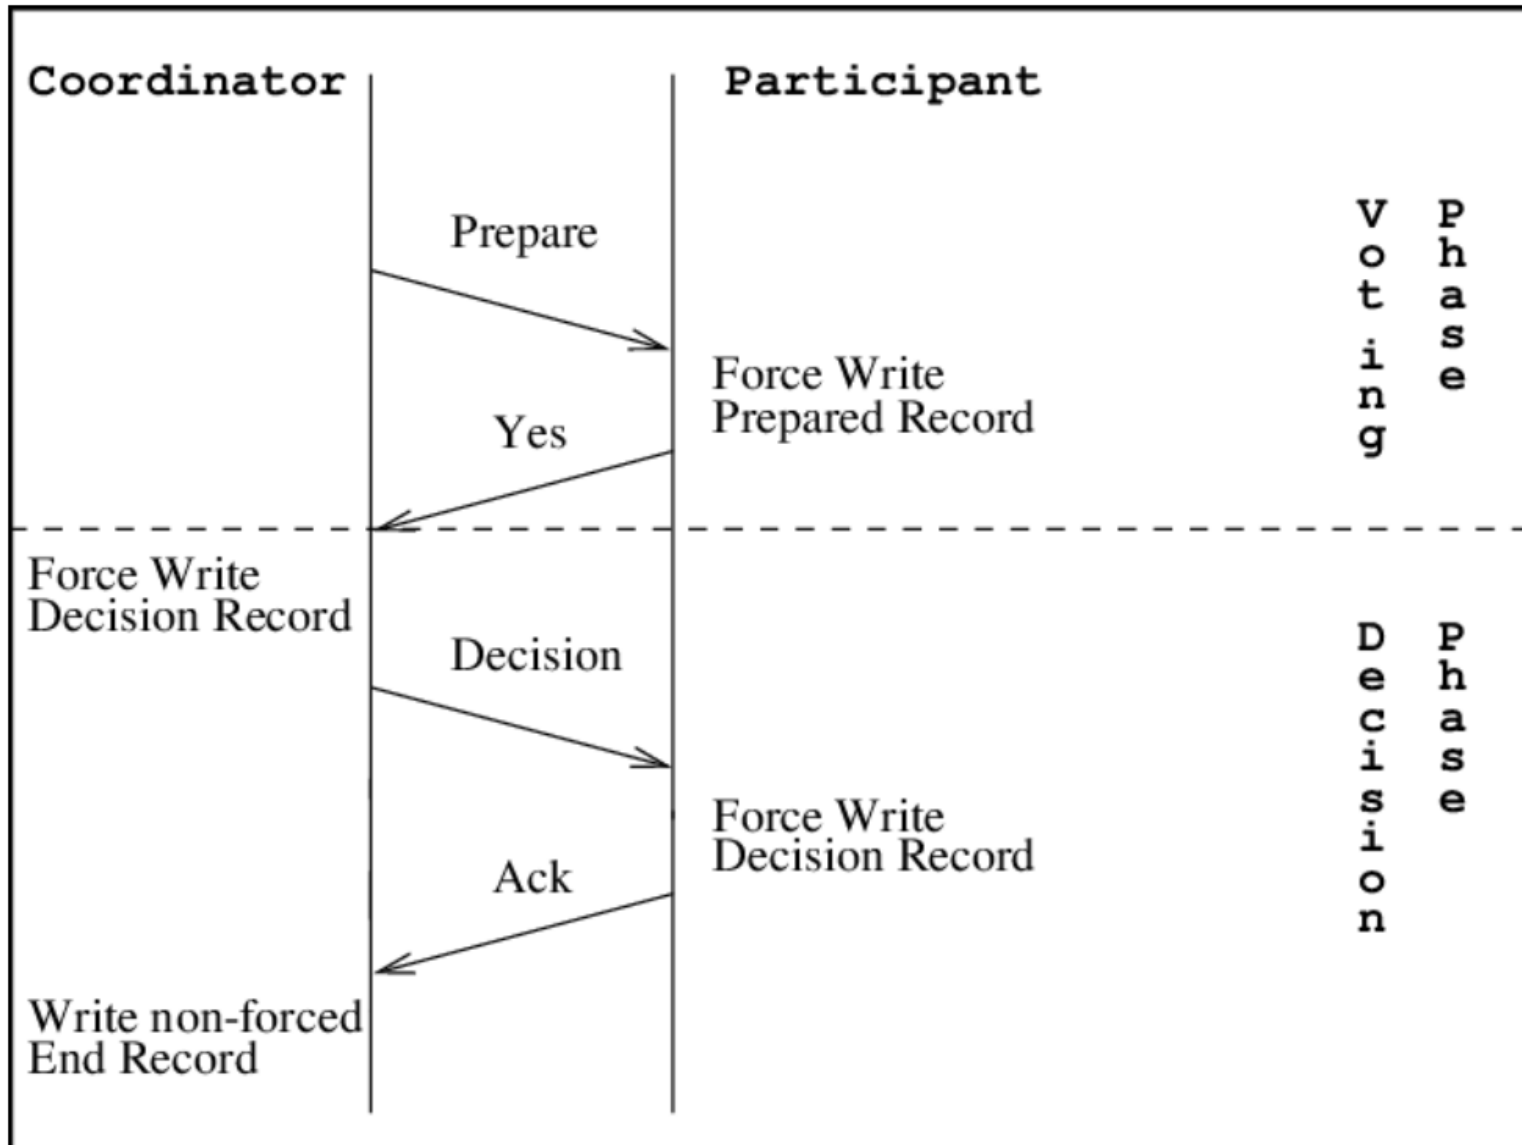 Coordinator
Participant
Prepare
Force Write
Prepared Record
Yes
Voting
Phase
Force Write
Decision Record
Decision
Force Write
Decision Record
Ack
Write non-forced
End Record
Decision
Phase